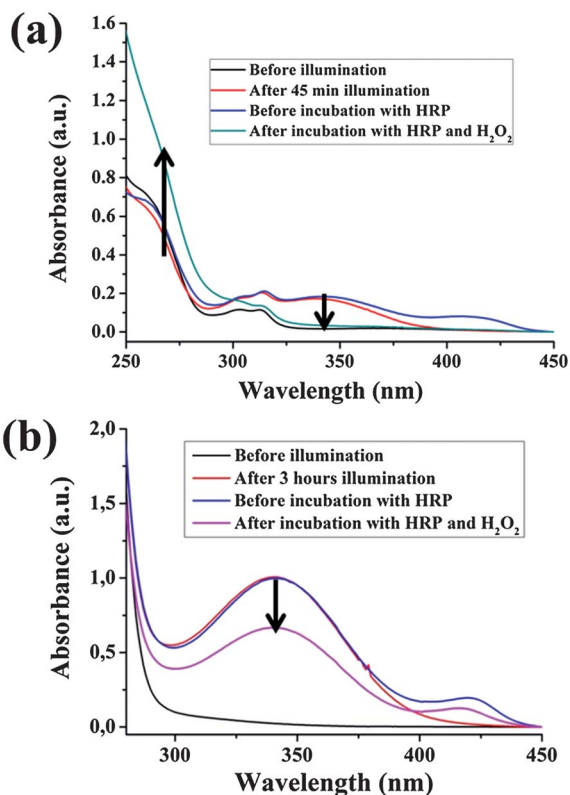 (a)
1.6
1.4
1.2
1.0
0.8
0.6
0.4
0.2
0.0
Absorbance (a.u.)
Before illumination
After 45 min illumination
Before incubation with HRP
After incubation with HRP and H₂O₂
250 300 350 400 450
Wavelength (nm)
(b)
2,0
1,5
1,0
0,5
0,0
Absorbance (a.u.)
Before illumination
After 3 hours illumination
Before incubation with HRP
After incubation with HRP and H₂O₂
300 350 400 450
Wavelength (nm)